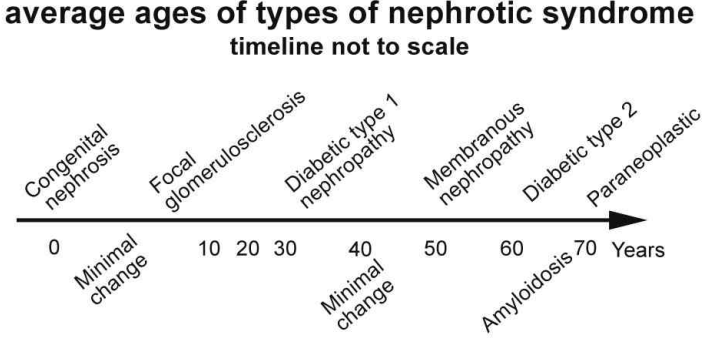 average ages of types of nephrotic syndrome
timeline not to scale
Congenital
nephrosis
Focal
glomerulosclerosis
Diabetic type 1
nephropathy
Membranous
nephropathy
Diabetic type 2
Paraneoplastic
0 10 20 30 40 50 60 70 Years
Minimal
change
Minimal
change
Amyloidosis